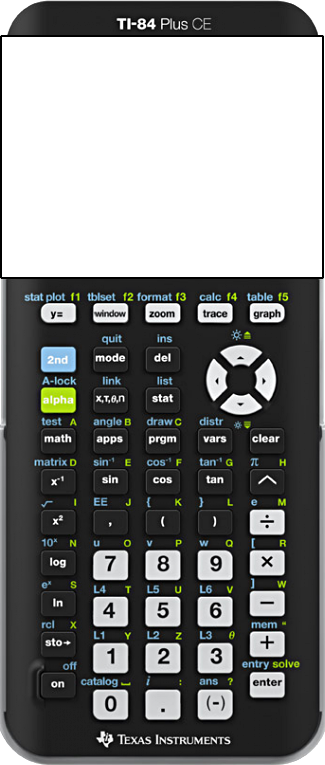 TI-84 Plus CE
stat plot f1 tblset f2 format f3 calc f4 table f5
y= window zoom trace graph
quit ins
2nd mode del
A-lock link list
alpha X,T,θ,n stat
test A angle B draw C distr
math apps prgm vars clear
matrix D sin⁻¹ E cos⁻¹ F tan⁻¹ G π H
x⁻¹ sin cos tan ^
√ I EE J { K } L e M
x² , ( ) ÷
10ˣ N u O v P w Q [ R
log 7 8 9 ×
eˣ S L4 T L5 U L6 V ] W
ln 4 5 6 −
rcl X L1 Y L2 Z L3 θ mem "
sto→ 1 2 3 +
off catalog ⎵ i : ans ? entry solve
on 0 . (-) enter
TEXAS INSTRUMENTS